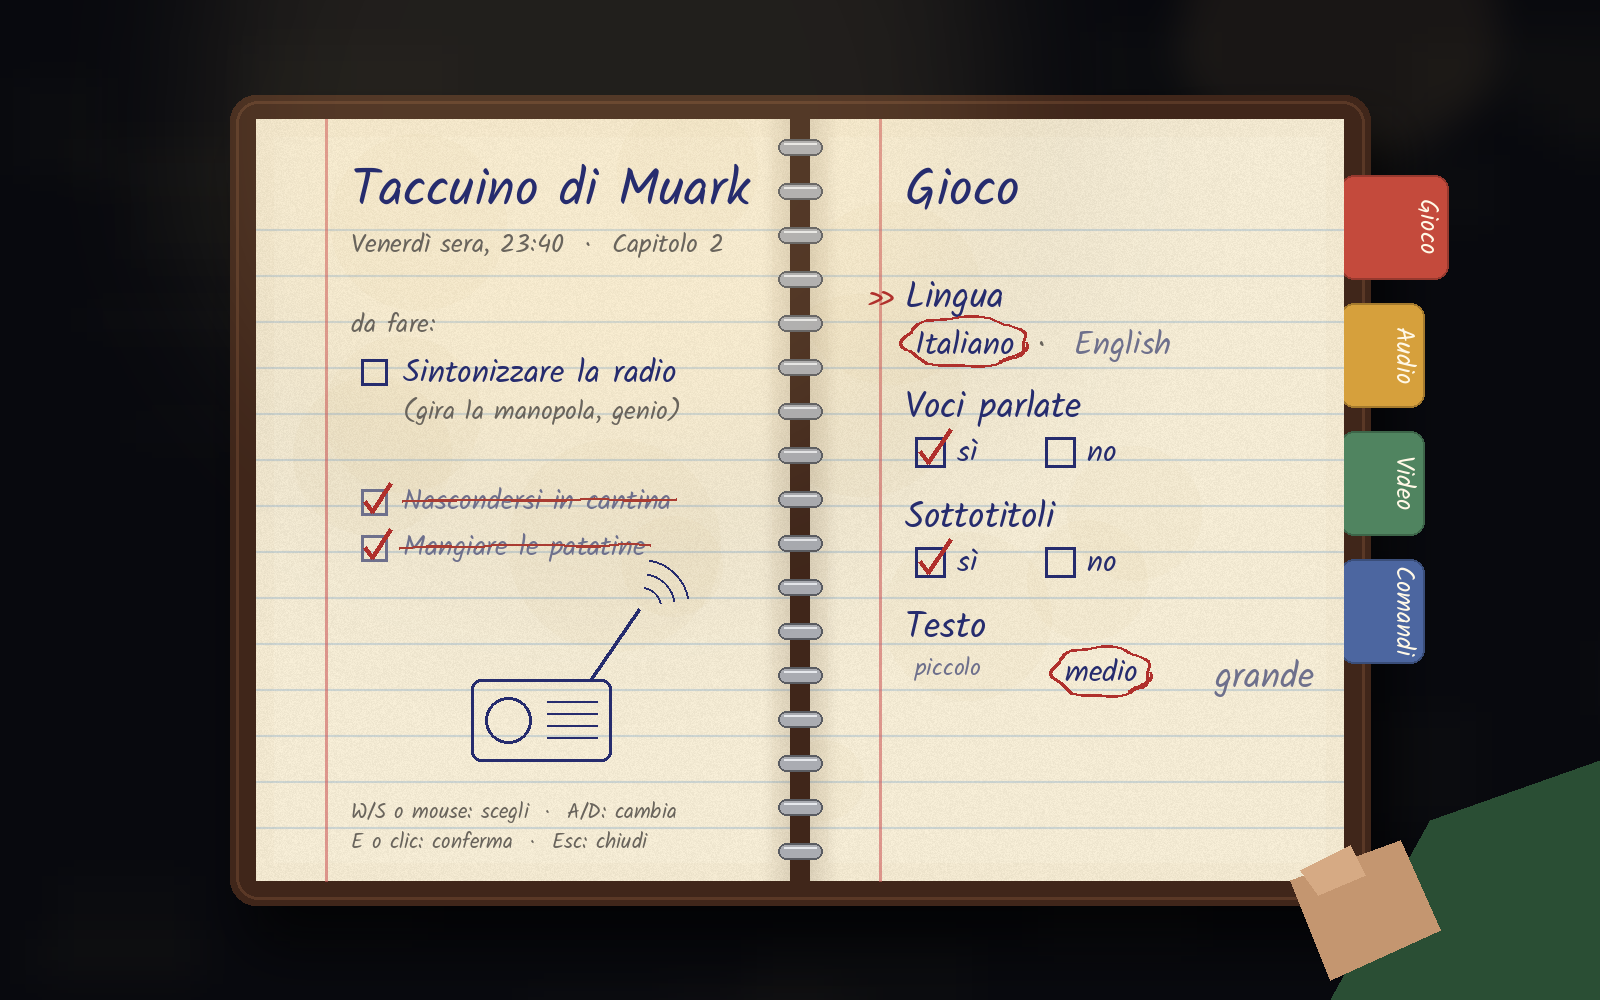 Taccuino di Muark
Venerdì sera, 23:40 · Capitolo 2
da fare:
Sintonizzare la radio
(gira la manopola, genio)
Nascondersi in cantina
Mangiare le patatine
W/S o mouse: scegli · A/D: cambia
E o clic: conferma · Esc: chiudi
Gioco
» Lingua
Italiano · English
Voci parlate
sì no
Sottotitoli
sì no
Testo
piccolo medio grande
Gioco
Audio
Video
Comandi